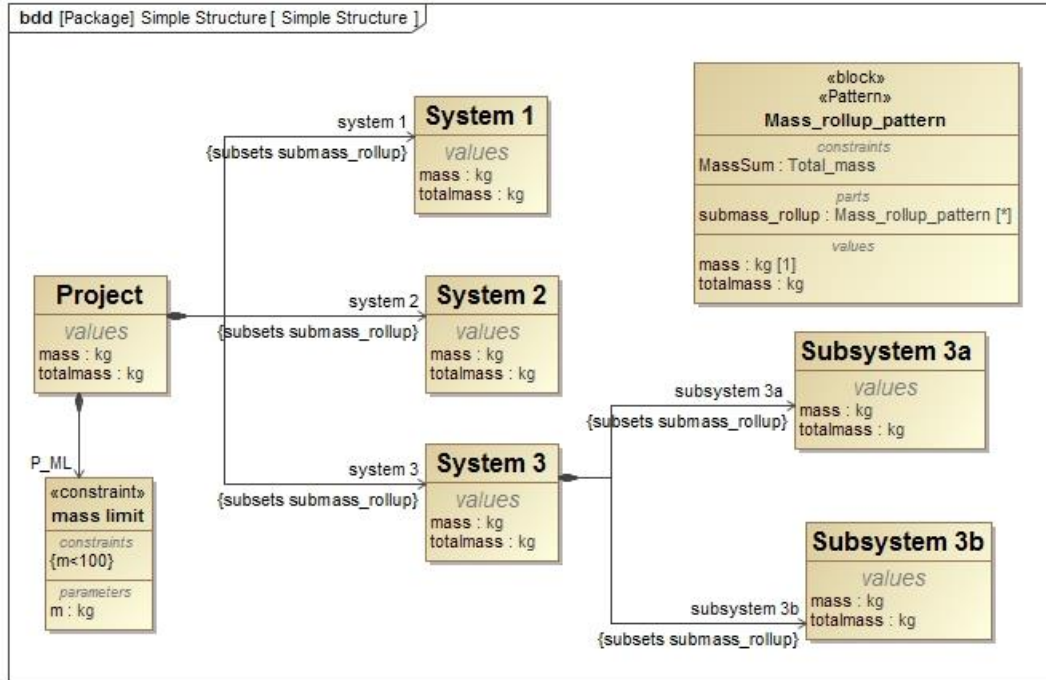 bdd [Package] Simple Structure [ Simple Structure ]
«block»
«Pattern»
Mass_rollup_pattern
constraints
MassSum : Total_mass
parts
submass_rollup : Mass_rollup_pattern [*]
values
mass : kg [1]
totalmass : kg
system 1
{subsets submass_rollup}
System 1
values
mass : kg
totalmass : kg
Project
values
mass : kg
totalmass : kg
system 2
{subsets submass_rollup}
System 2
values
mass : kg
totalmass : kg
subsystem 3a
{subsets submass_rollup}
Subsystem 3a
values
mass : kg
totalmass : kg
P_ML
«constraint»
mass limit
constraints
{m<100}
parameters
m : kg
system 3
{subsets submass_rollup}
System 3
values
mass : kg
totalmass : kg
subsystem 3b
{subsets submass_rollup}
Subsystem 3b
values
mass : kg
totalmass : kg